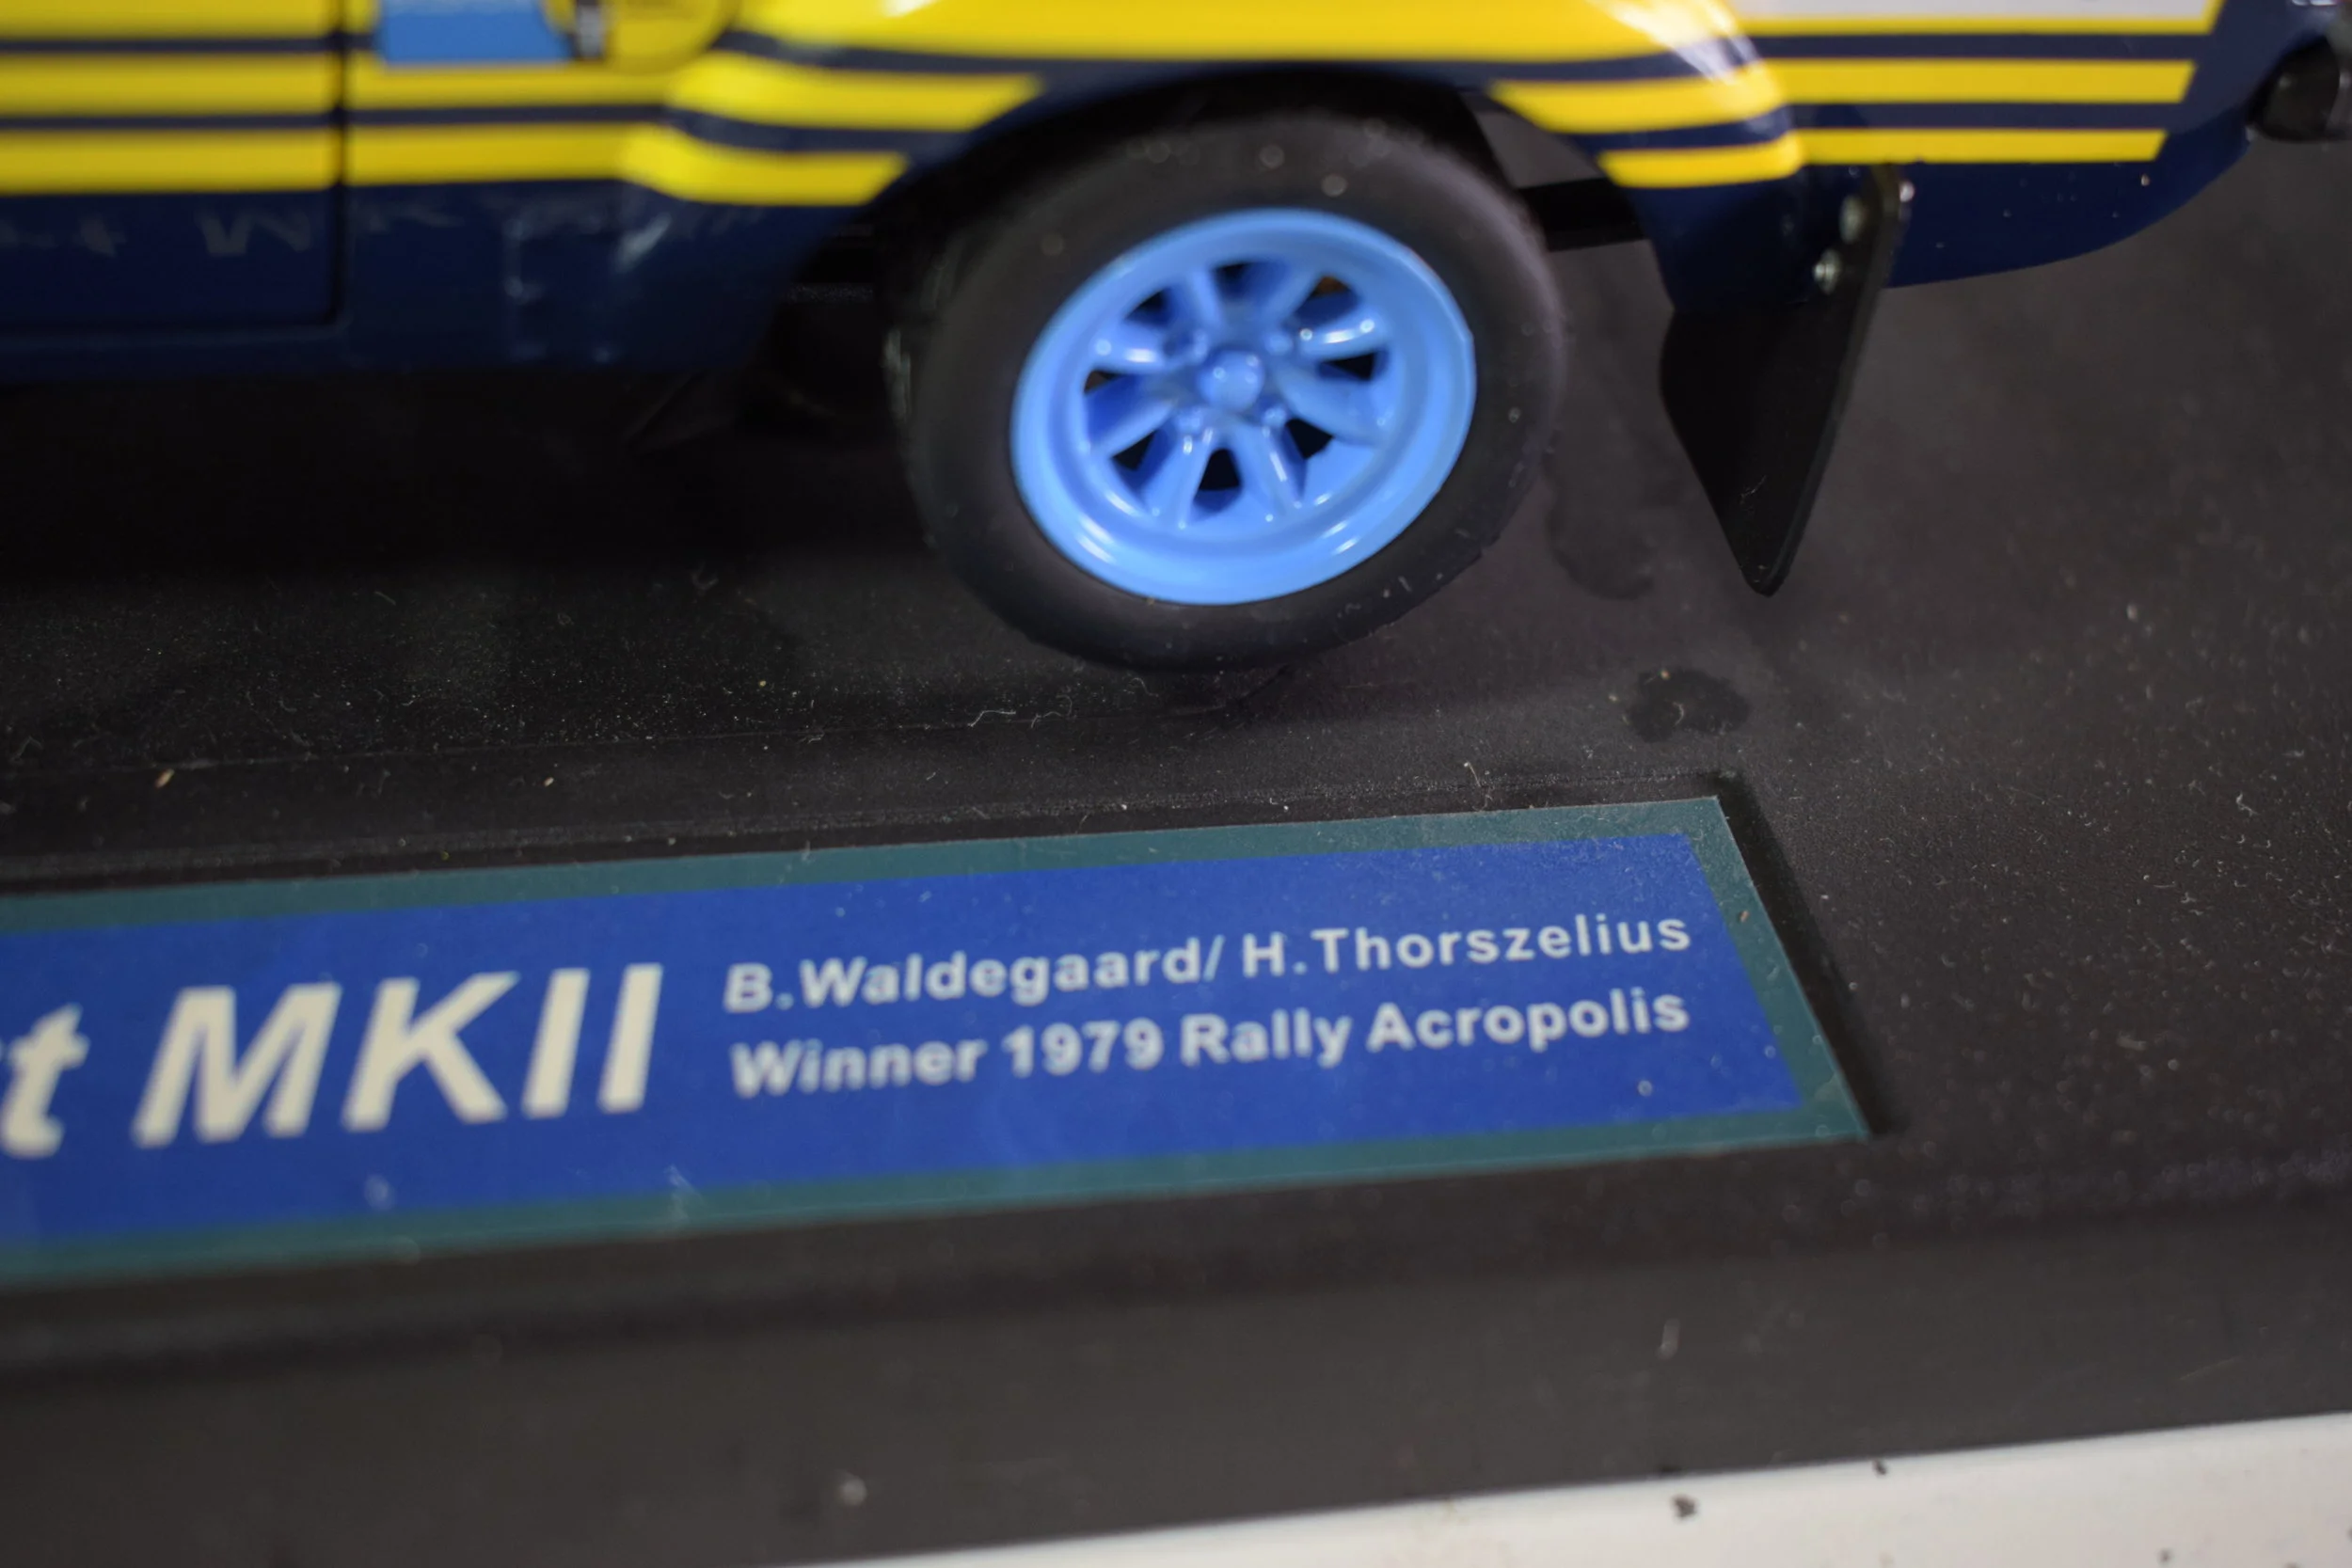 t MKII
B.Waldegaard/ H.Thorszelius
Winner 1979 Rally Acropolis